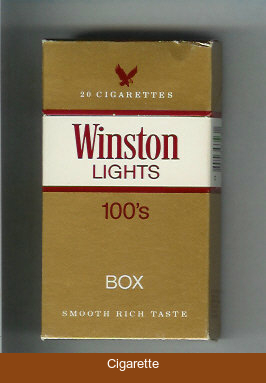 20 CIGARETTES
Winston
LIGHTS
100's
BOX
SMOOTH RICH TASTE
Cigarette